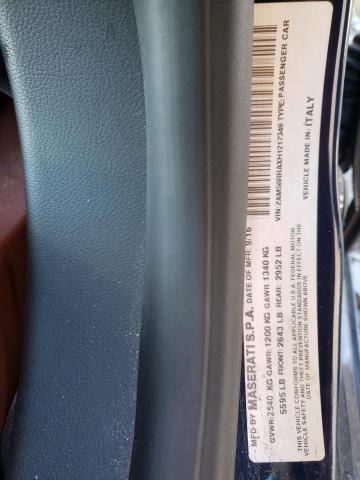 MFD BY MASERATI S.P.A. DATE OF MFR: 9/16
GVWR:2540 KG GAWR:1200 KG GAWR 1340 KG
5595 LB FRONT:2643 LB REAR: 2952 LB
THIS VEHICLE CONFORMS TO ALL APPLICABLE U.S.A. FEDERAL MOTOR
VEHICLE SAFETY AND THEFT-PREVENTION STANDARDS IN EFFECT ON THE
DATE OF MANUFACTURE SHOWN ABOVE.
VIN:ZAM56RRAXH1217349 TYPE:PASSENGER CAR
VEHICLE MADE IN: ITALY